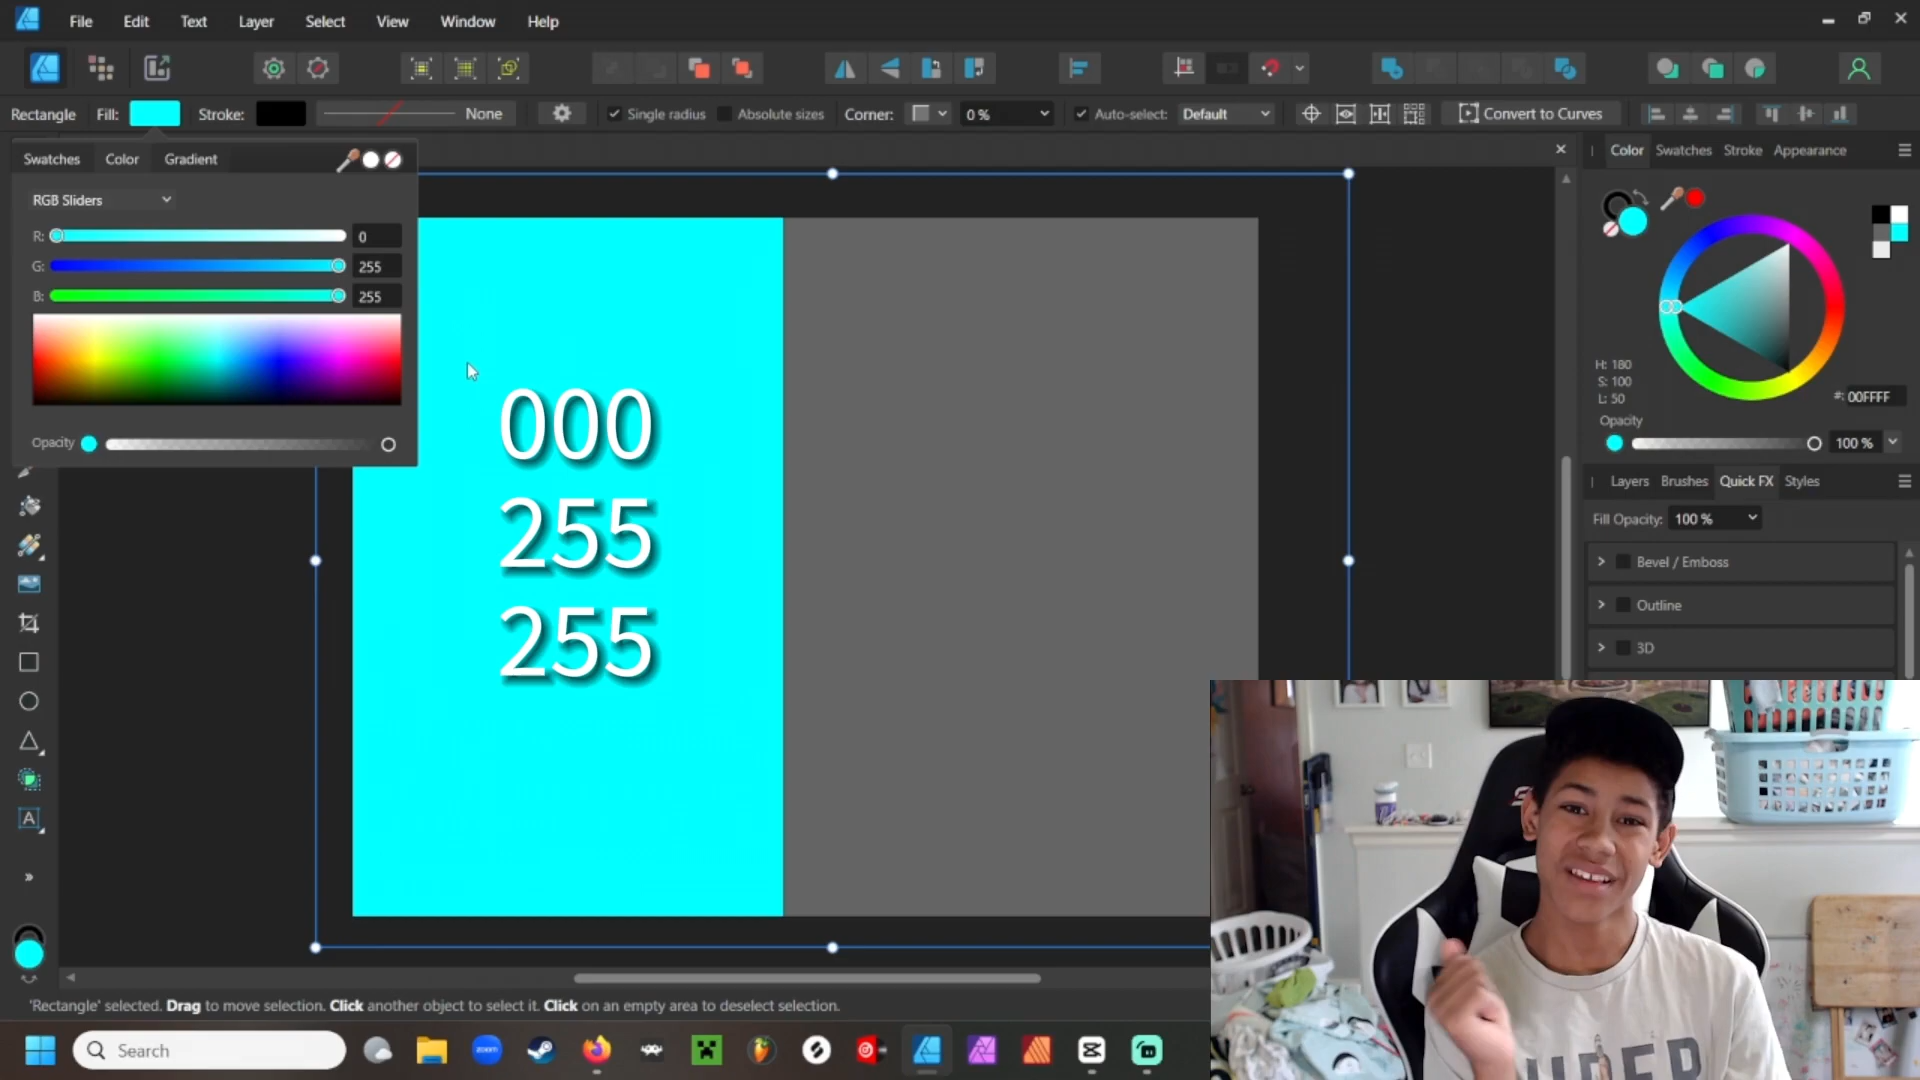 File Edit Text Layer Select View Window Help
Rectangle Fill: Stroke: None Single radius Absolute sizes Corner: 0 % Auto-select: Default Convert to Curves
Swatches Color Gradient
RGB Sliders
R: 0
G: 255
B: 255
Opacity
000
255
255
Color Swatches Stroke Appearance
H: 180
S: 100
L: 50
#: 00FFFF
Opacity
100 %
Layers Brushes Quick FX Styles
Fill Opacity: 100 %
Bevel / Emboss
Outline
3D
'Rectangle' selected. Drag to move selection. Click another object to select it. Click on an empty area to deselect selection.
Search
zoom